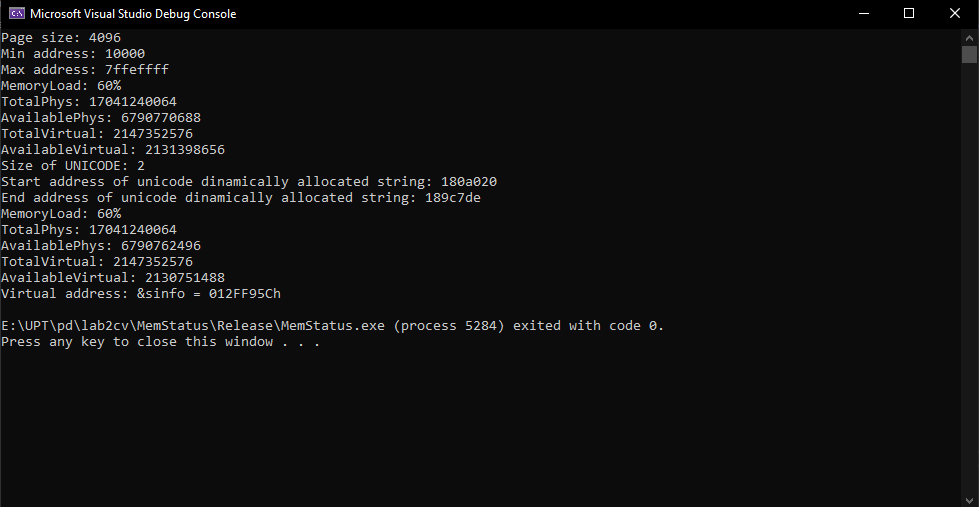 Microsoft Visual Studio Debug Console
Page size: 4096
Min address: 10000
Max address: 7ffeffff
MemoryLoad: 60%
TotalPhys: 17041240064
AvailablePhys: 6790770688
TotalVirtual: 2147352576
AvailableVirtual: 2131398656
Size of UNICODE: 2
Start address of unicode dinamically allocated string: 180a020
End address of unicode dinamically allocated string: 189c7de
MemoryLoad: 60%
TotalPhys: 17041240064
AvailablePhys: 6790762496
TotalVirtual: 2147352576
AvailableVirtual: 2130751488
Virtual address: &sinfo = 012FF95Ch
E:\UPT\pd\lab2cv\MemStatus\Release\MemStatus.exe (process 5284) exited with code 0.
Press any key to close this window . . .